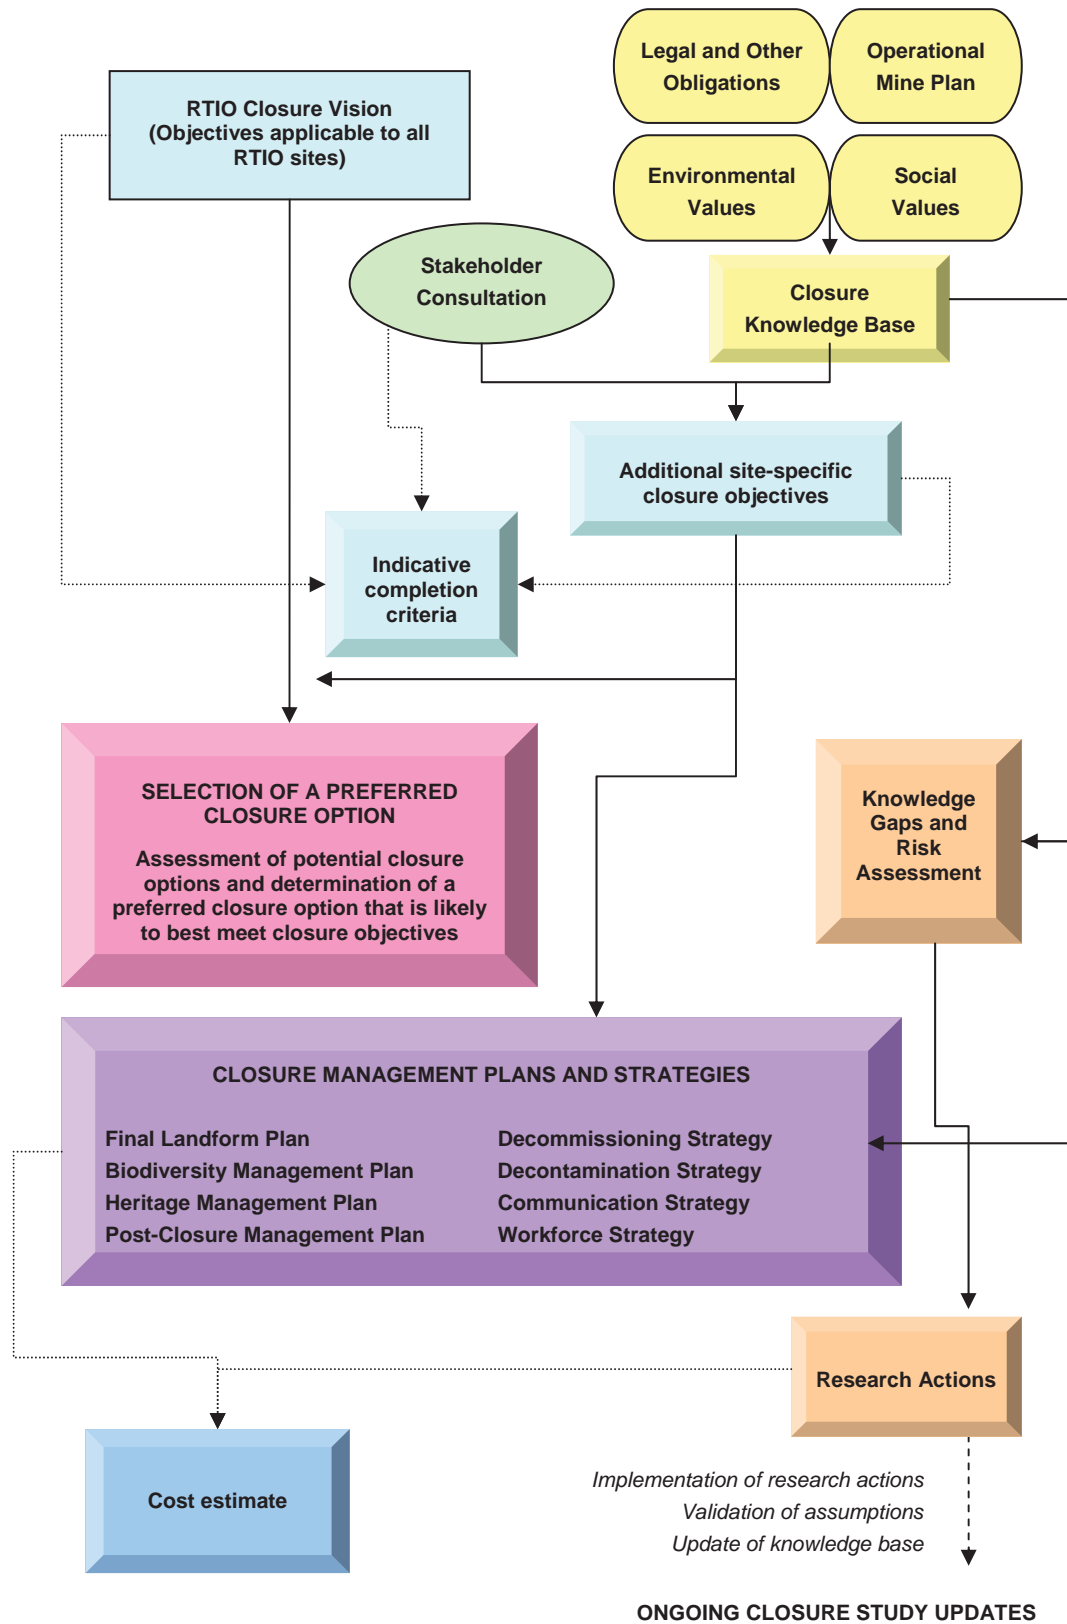 Legal and Other
Obligations
Operational
Mine Plan
RTIO Closure Vision
(Objectives applicable to all
RTIO sites)
Environmental
Values
Social
Values
Stakeholder
Consultation
Closure
Knowledge Base
Additional site-specific
closure objectives
Indicative
completion
criteria
SELECTION OF A PREFERRED
CLOSURE OPTION
Assessment of potential closure
options and determination of a
preferred closure option that is likely
to best meet closure objectives
Knowledge
Gaps and
Risk
Assessment
CLOSURE MANAGEMENT PLANS AND STRATEGIES
Final Landform Plan
Biodiversity Management Plan
Heritage Management Plan
Post-Closure Management Plan
Decommissioning Strategy
Decontamination Strategy
Communication Strategy
Workforce Strategy
Research Actions
Cost estimate
Implementation of research actions
Validation of assumptions
Update of knowledge base
ONGOING CLOSURE STUDY UPDATES